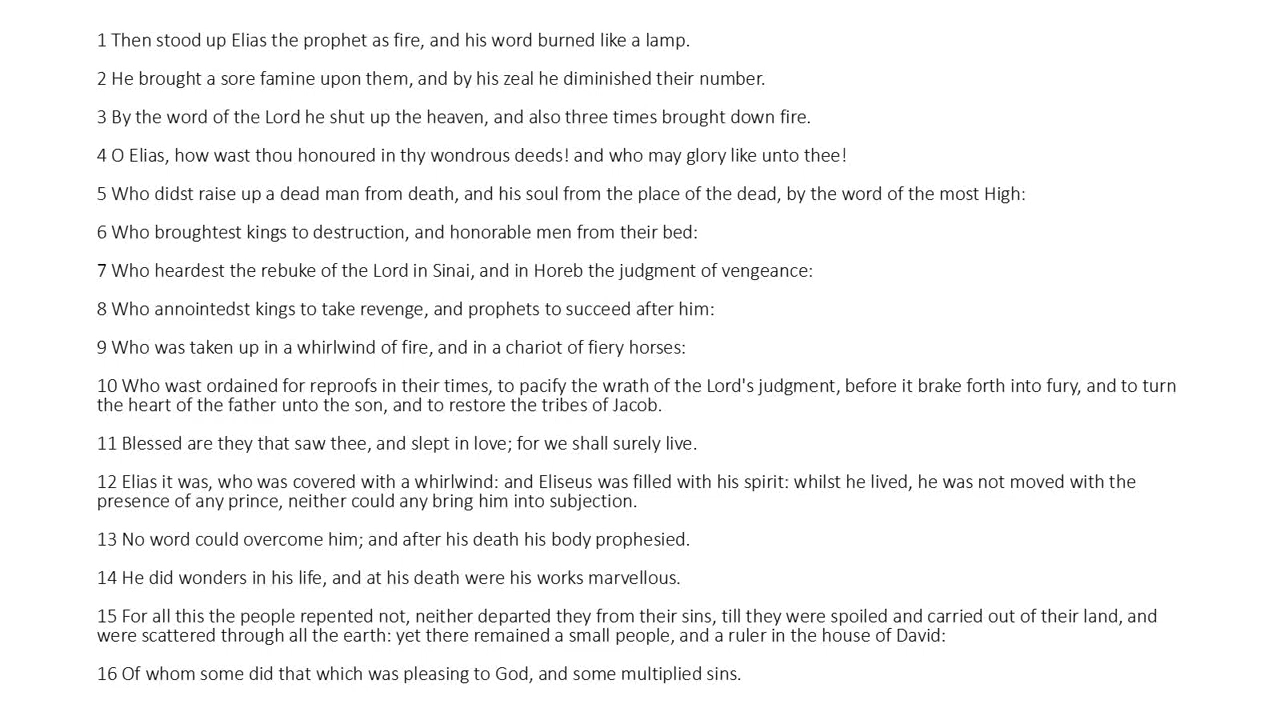 1 Then stood up Elias the prophet as fire, and his word burned like a lamp.
2 He brought a sore famine upon them, and by his zeal he diminished their number.
3 By the word of the Lord he shut up the heaven, and also three times brought down fire.
4 O Elias, how wast thou honoured in thy wondrous deeds! and who may glory like unto thee!
5 Who didst raise up a dead man from death, and his soul from the place of the dead, by the word of the most High:
6 Who broughtest kings to destruction, and honorable men from their bed:
7 Who heardest the rebuke of the Lord in Sinai, and in Horeb the judgment of vengeance:
8 Who annointedst kings to take revenge, and prophets to succeed after him:
9 Who was taken up in a whirlwind of fire, and in a chariot of fiery horses:
10 Who wast ordained for reproofs in their times, to pacify the wrath of the Lord's judgment, before it brake forth into fury, and to turn
the heart of the father unto the son, and to restore the tribes of Jacob.
11 Blessed are they that saw thee, and slept in love; for we shall surely live.
12 Elias it was, who was covered with a whirlwind: and Eliseus was filled with his spirit: whilst he lived, he was not moved with the
presence of any prince, neither could any bring him into subjection.
13 No word could overcome him; and after his death his body prophesied.
14 He did wonders in his life, and at his death were his works marvellous.
15 For all this the people repented not, neither departed they from their sins, till they were spoiled and carried out of their land, and
were scattered through all the earth: yet there remained a small people, and a ruler in the house of David:
16 Of whom some did that which was pleasing to God, and some multiplied sins.